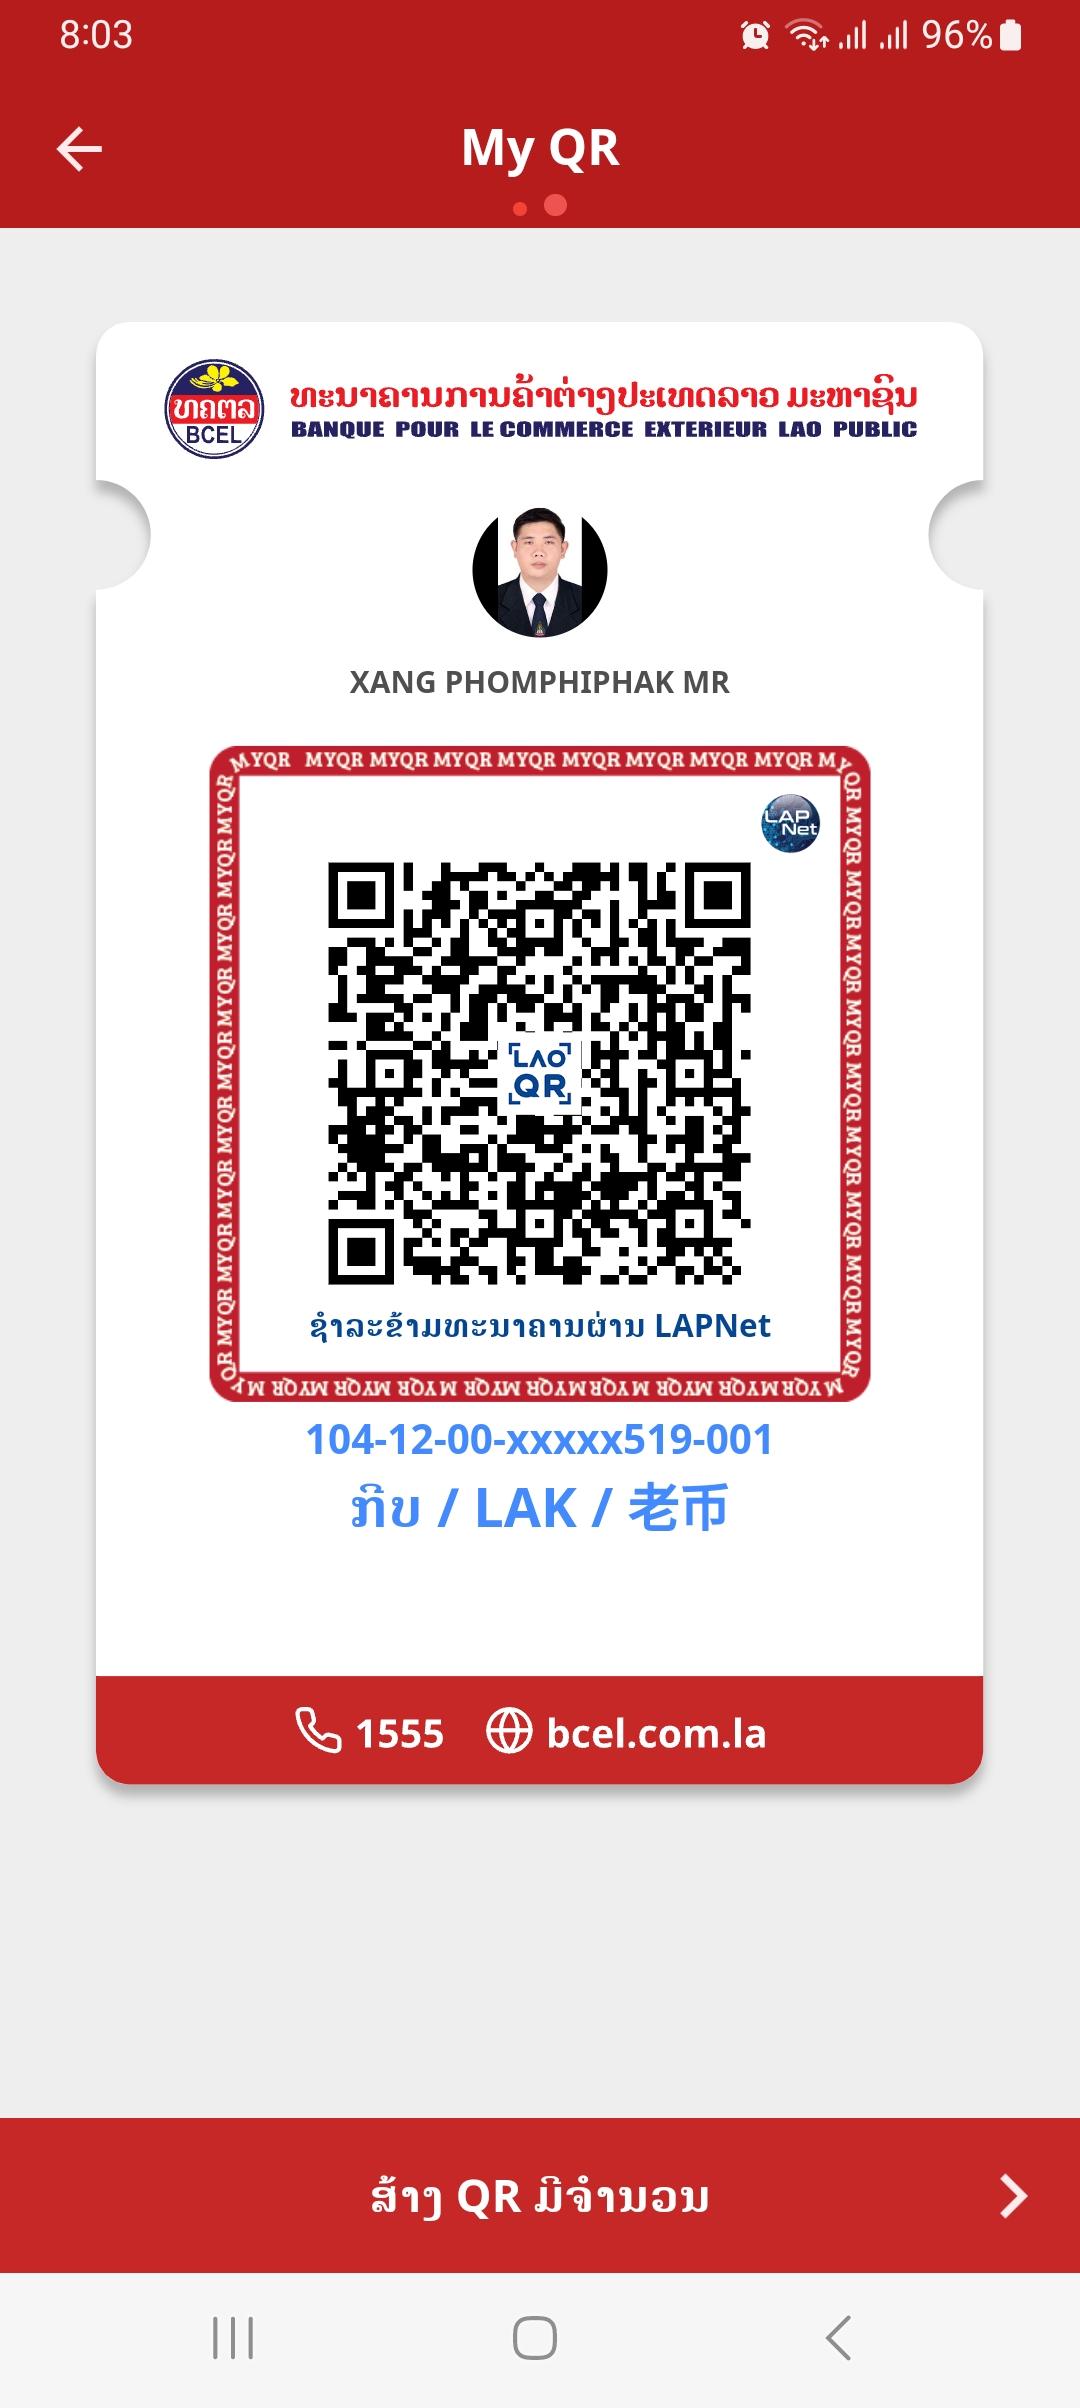 8:03
96%
My QR
ທຄຕລ
BCEL
ທະນາຄານການຄ້າຕ່າງປະເທດລາວ ມະຫາຊົນ
BANQUE POUR LE COMMERCE EXTERIEUR LAO PUBLIC
XANG PHOMPHIPHAK MR
MYQR MYQR MYQR MYQR MYQR MYQR MYQR MYQR MYQR MYQR
LAP
Net
LAO
QR
ຊຳລະຂ້າມທະນາຄານຜ່ານ LAPNet
104-12-00-xxxxx519-001
ກີບ / LAK / 老币
1555 bcel.com.la
ສ້າງ QR ມີຈຳນວນ